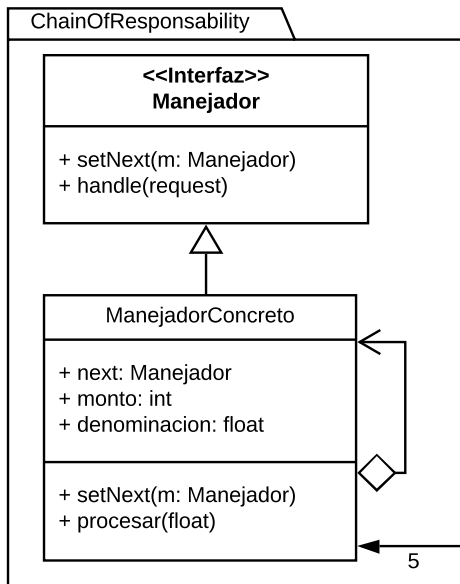 ChainOfResponsability
<<Interfaz>>
Manejador
+ setNext(m: Manejador)
+ handle(request)
ManejadorConcreto
+ next: Manejador
+ monto: int
+ denominacion: float
+ setNext(m: Manejador)
+ procesar(float)
5